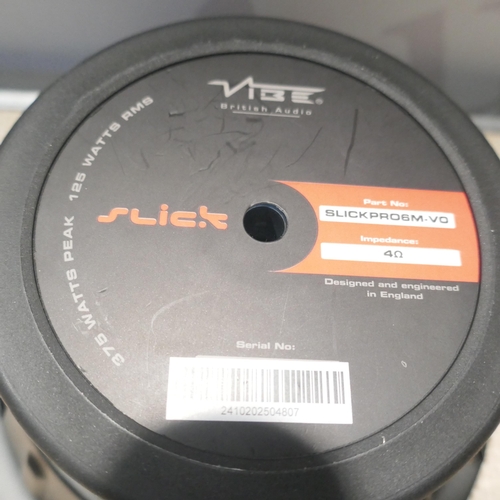 VIBE®
British Audio
375 WATTS PEAK 125 WATTS RMS
SLICK
Part No:
SLICKPRO6M-V0
Impedance:
4Ω
Designed and engineered
in England
Serial No:
2410202504807